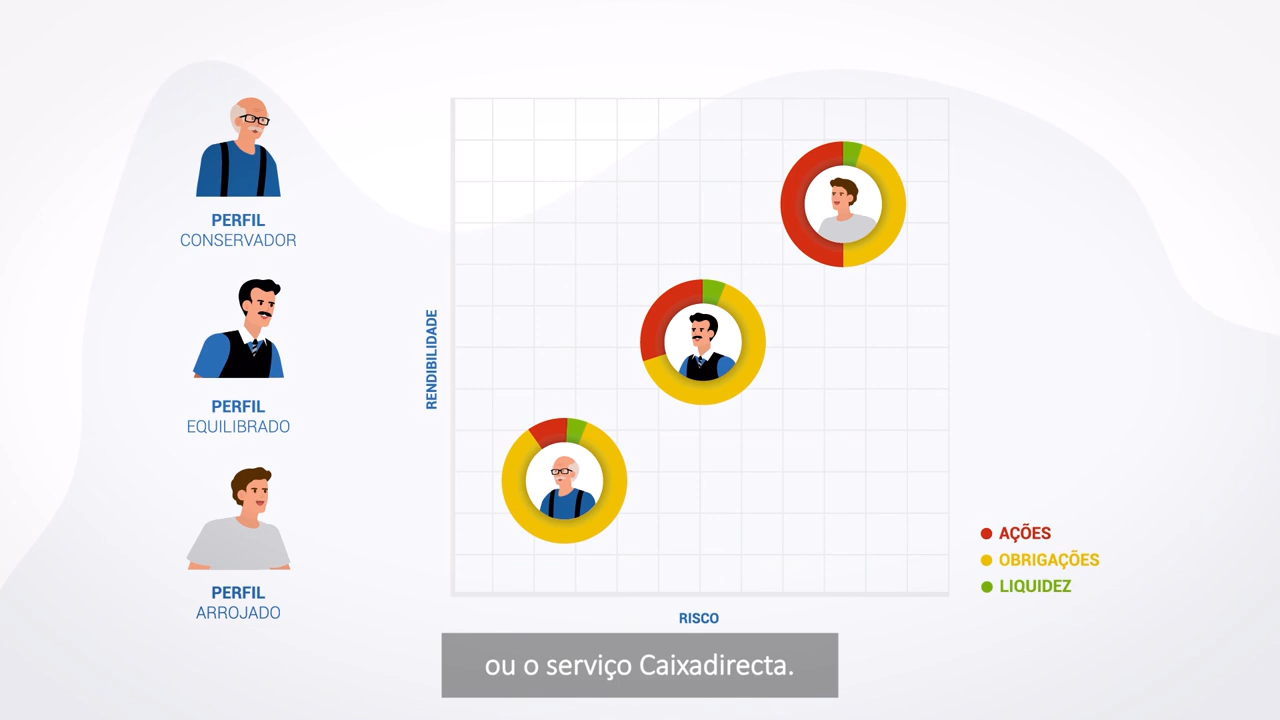 PERFIL
CONSERVADOR
PERFIL
EQUILIBRADO
PERFIL
ARROJADO
RENDIBILIDADE
RISCO
AÇÕES
OBRIGAÇÕES
LIQUIDEZ
ou o serviço Caixadirecta.